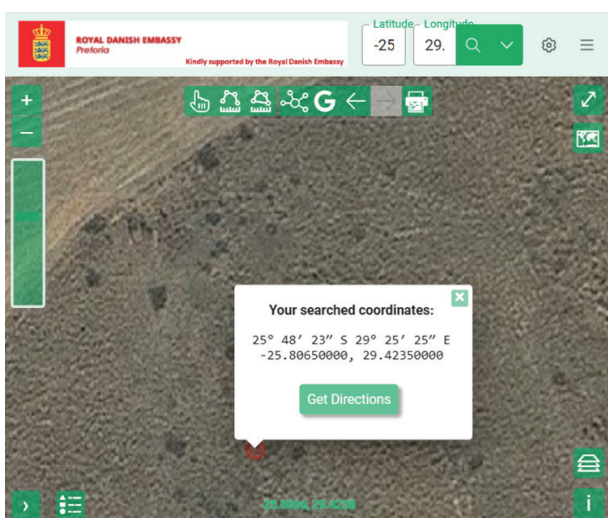 ROYAL DANISH EMBASSY
Pretoria
Kindly supported by the Royal Danish Embassy
Latitude
-25
Longitude
29.
+
G
−
Your searched coordinates:
25° 48′ 23″ S 29° 25′ 25″ E
-25.80650000, 29.42350000
Get Directions
i